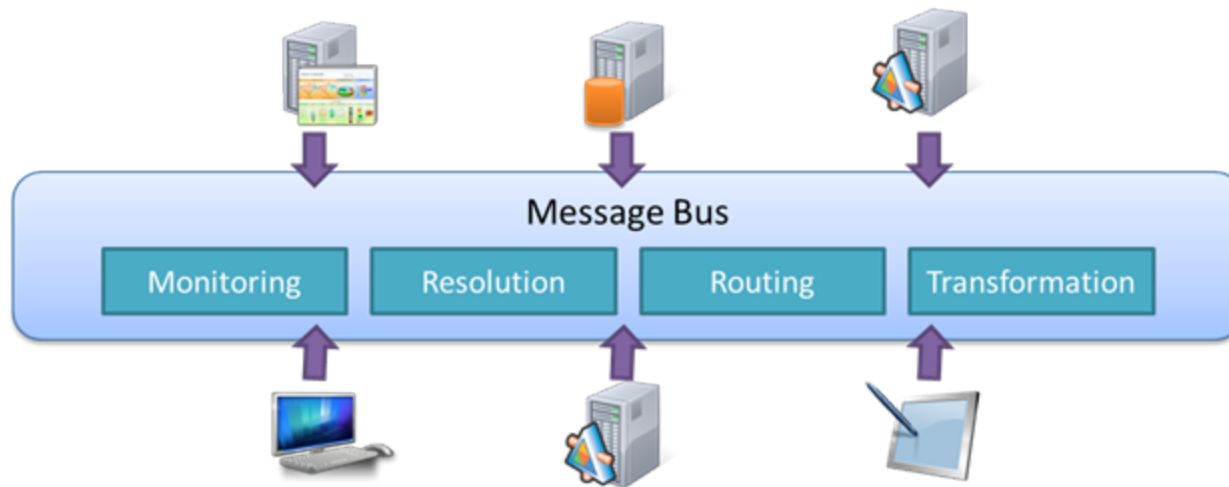 Message Bus
Monitoring
Resolution
Routing
Transformation